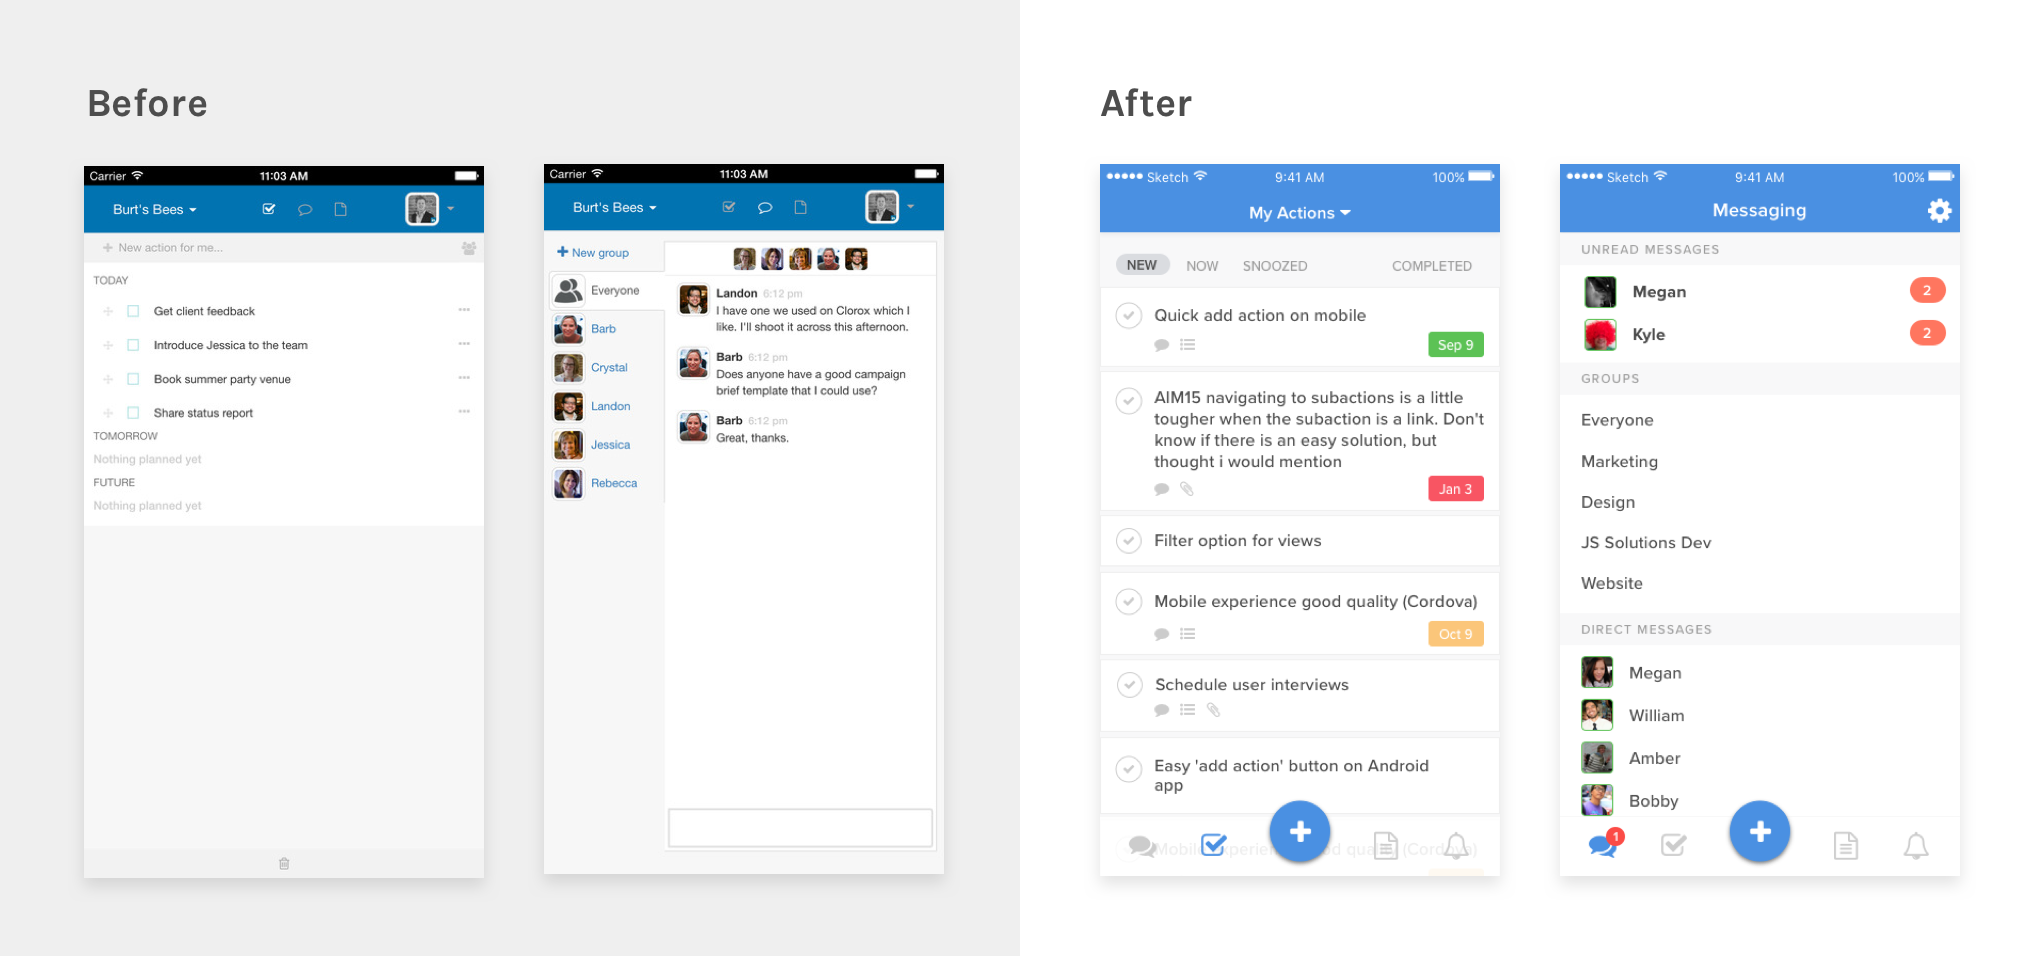 Before
Carrier 11:03 AM
Burt's Bees
New action for me...
TODAY
Get client feedback
Introduce Jessica to the team
Book summer party venue
Share status report
TOMORROW
Nothing planned yet
FUTURE
Nothing planned yet
Carrier 11:03 AM
Burt's Bees
New group
Everyone
Barb
Crystal
Landon
Jessica
Rebecca
Landon 6:12 pm
I have one we used on Clorox which I
like. I'll shoot it across this afternoon.
Barb 6:12 pm
Does anyone have a good campaign
brief template that I could use?
Barb 6:12 pm
Great, thanks.
After
Sketch 9:41 AM 100%
My Actions
NEW NOW SNOOZED COMPLETED
Quick add action on mobile
Sep 9
AIM15 navigating to subactions is a little
tougher when the subaction is a link. Don't
know if there is an easy solution, but
thought i would mention
Jan 3
Filter option for views
Mobile experience good quality (Cordova)
Oct 9
Schedule user interviews
Easy 'add action' button on Android
app
Mobile experience good quality (Cordova)
Sketch 9:41 AM 100%
Messaging
UNREAD MESSAGES
Megan 2
Kyle 2
GROUPS
Everyone
Marketing
Design
JS Solutions Dev
Website
DIRECT MESSAGES
Megan
William
Amber
Bobby
1